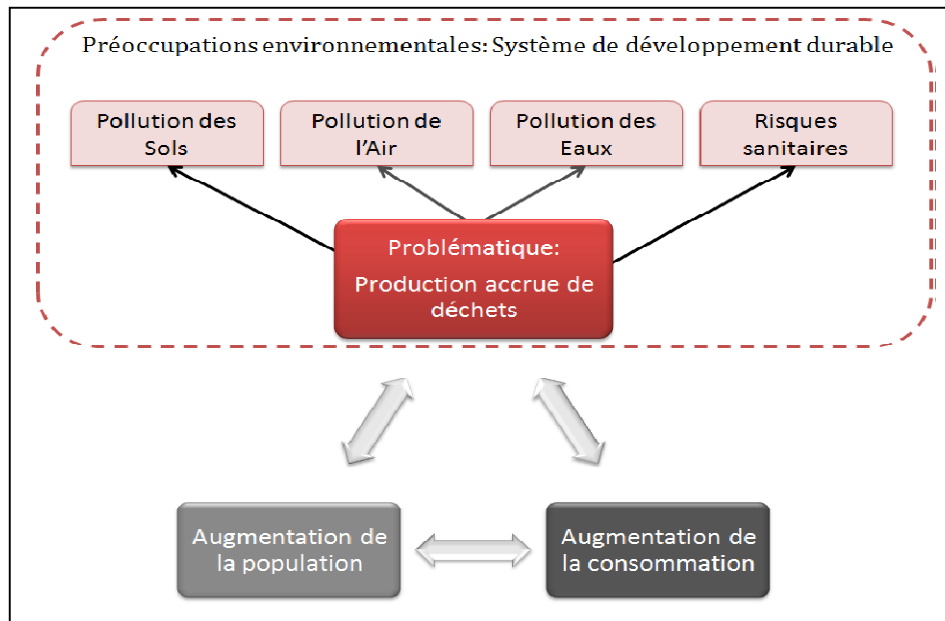 Préoccupations environnementales: Système de développement durable
Pollution des
Sols
Pollution de
l'Air
Pollution des
Eaux
Risques
sanitaires
Problématique:
Production accrue de
déchets
Augmentation de
la population
Augmentation de
la consommation